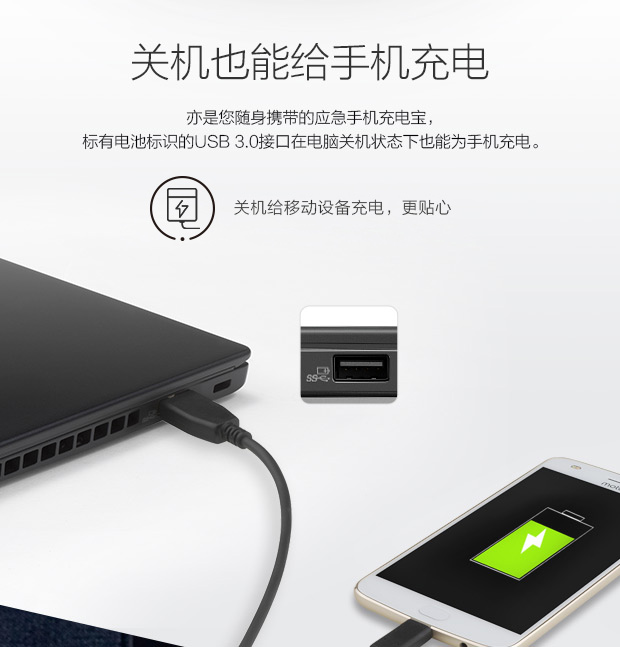 关机也能给手机充电
亦是您随身携带的应急手机充电宝，
标有电池标识的USB 3.0接口在电脑关机状态下也能为手机充电。
关机给移动设备充电，更贴心
SS
moto